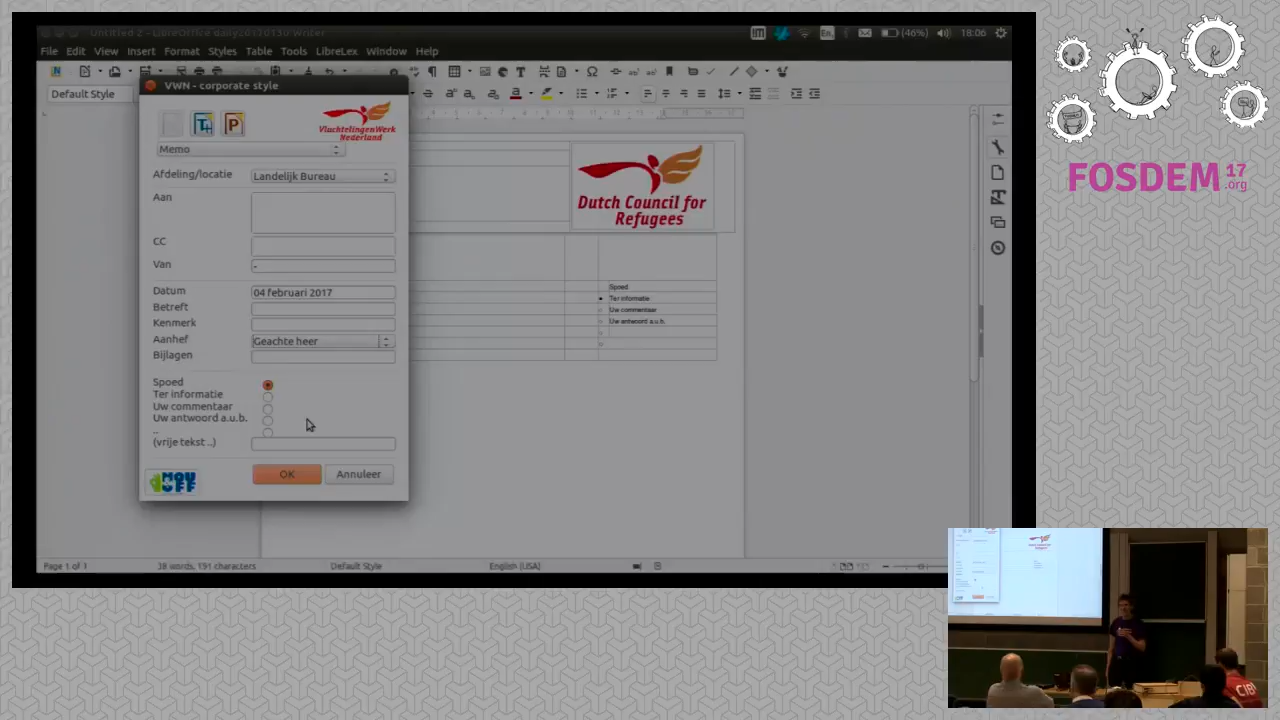 Untitled 2 - LibreOffice
(46%) 18:06
File Edit View Insert Format Styles Table Tools LibreLex. Window Help
Default Style
VWN - corporate style
VluchtelingenWerk
Nederland
Memo
Afdeling/locatie Landelijk Bureau
Aan
CC
Van -
Datum 04 februari 2017
Betreft
Kenmerk
Aanhef Geachte heer
Bijlagen
Spoed
Ter informatie
Uw commentaar
Uw antwoord a.u.b.
..
(vrije tekst ..)
OK Annuleer
Dutch Council for
Refugees
Spoed
Ter informatie
Uw commentaar
Uw antwoord a.u.b.
Page 1 of 1 38 words, 191 characters Default Style English (USA)
FOSDEM 17
.org